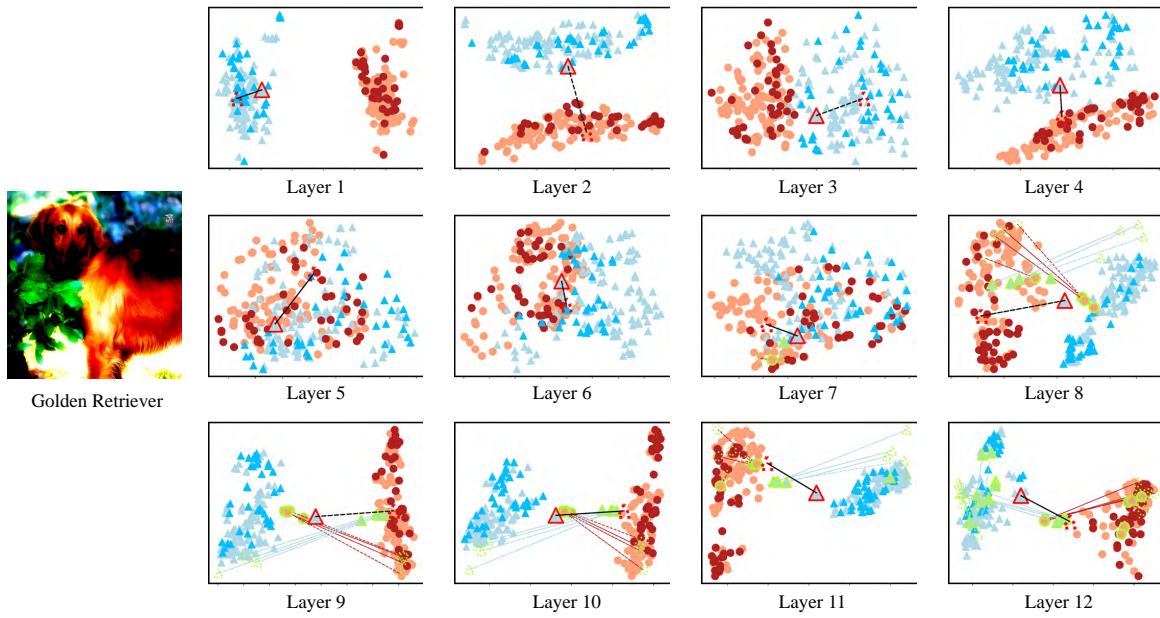 Layer 1
Layer 2
Layer 3
Layer 4
Golden Retriever
Layer 5
Layer 6
Layer 7
Layer 8
Layer 9
Layer 10
Layer 11
Layer 12